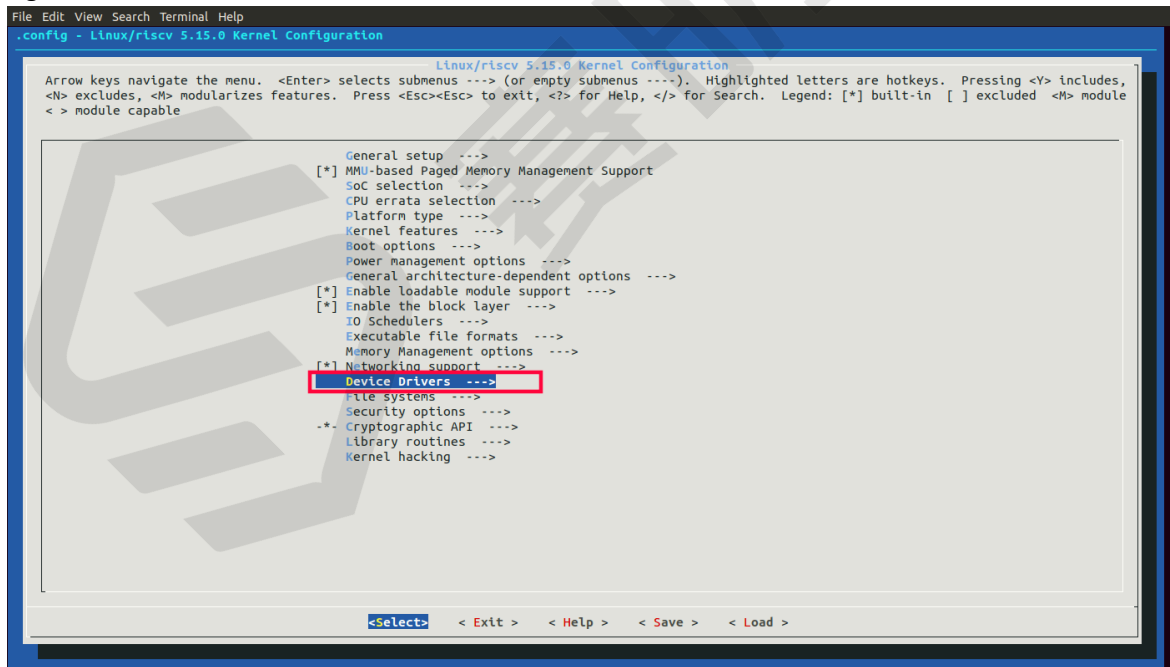 File Edit View Search Terminal Help
.config - Linux/riscv 5.15.0 Kernel Configuration
Linux/riscv 5.15.0 Kernel Configuration
Arrow keys navigate the menu.  <Enter> selects submenus ---> (or empty submenus ----).  Highlighted letters are hotkeys.  Pressing <Y> includes,
<N> excludes, <M> modularizes features.  Press <Esc><Esc> to exit, <?> for Help, </> for Search.  Legend: [*] built-in  [ ] excluded  <M> module
< > module capable
General setup  --->
[*] MMU-based Paged Memory Management Support
SoC selection  --->
CPU errata selection  --->
Platform type  --->
Kernel features  --->
Boot options  --->
Power management options  --->
General architecture-dependent options  --->
[*] Enable loadable module support  --->
[*] Enable the block layer  --->
IO Schedulers  --->
Executable file formats  --->
Memory Management options  --->
[*] Networking support  --->
Device Drivers  --->
File systems  --->
Security options  --->
-*- Cryptographic API  --->
Library routines  --->
Kernel hacking  --->
<Select>    < Exit >    < Help >    < Save >    < Load >